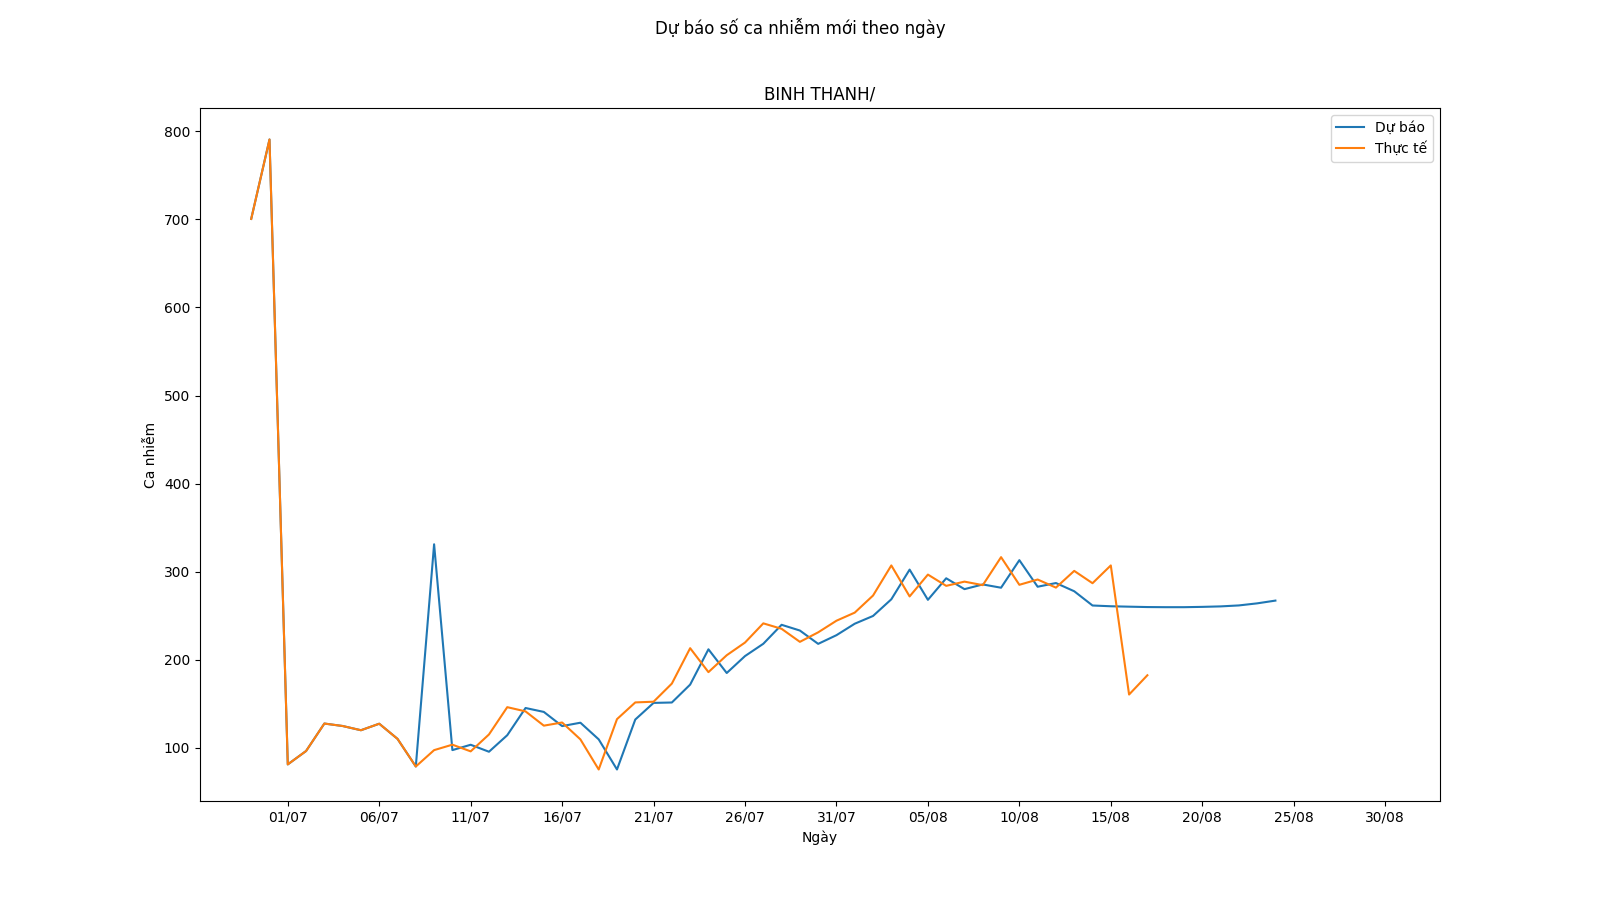 Dự báo số ca nhiễm mới theo ngày
BINH THANH/
Dự báo
Thực tế
800
700
600
500
400
300
200
100
Ca nhiễm
01/07 06/07 11/07 16/07 21/07 26/07 31/07 05/08 10/08 15/08 20/08 25/08 30/08
Ngày